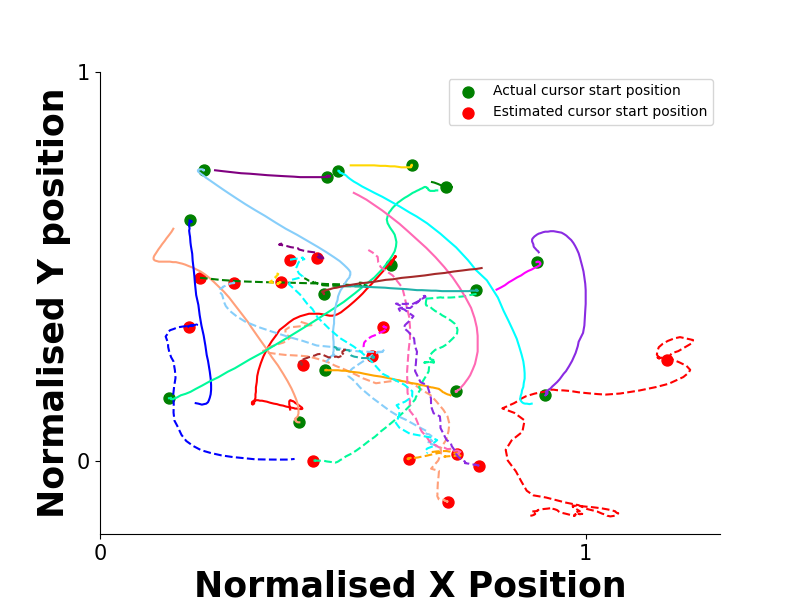 1
Actual cursor start position
Estimated cursor start position
Normalised Y position
0
0
1
Normalised X Position